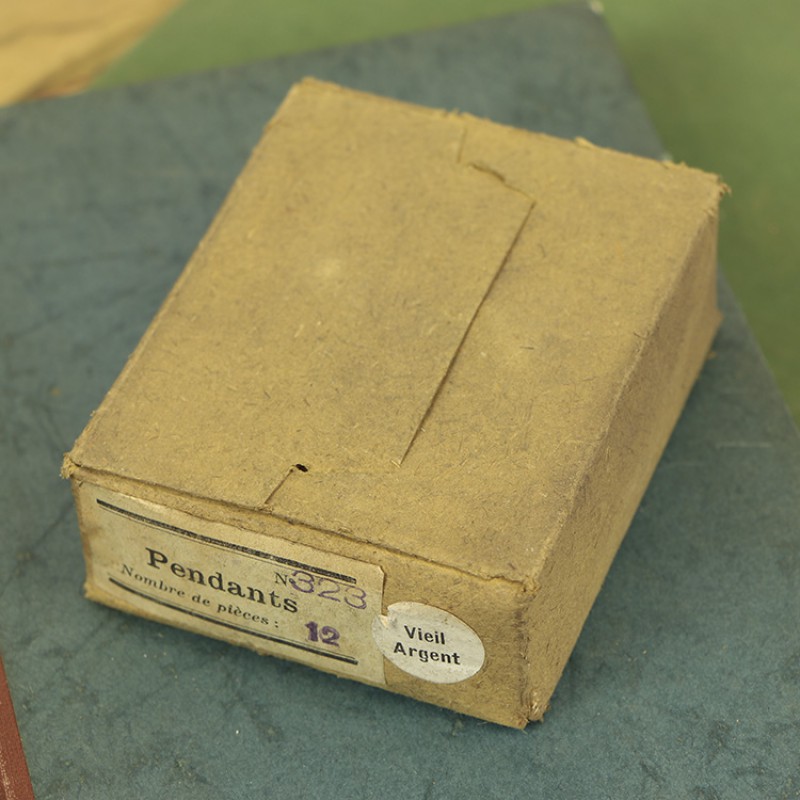 Pendants
N° 323
Nombre de pièces :
12
Vieil
Argent